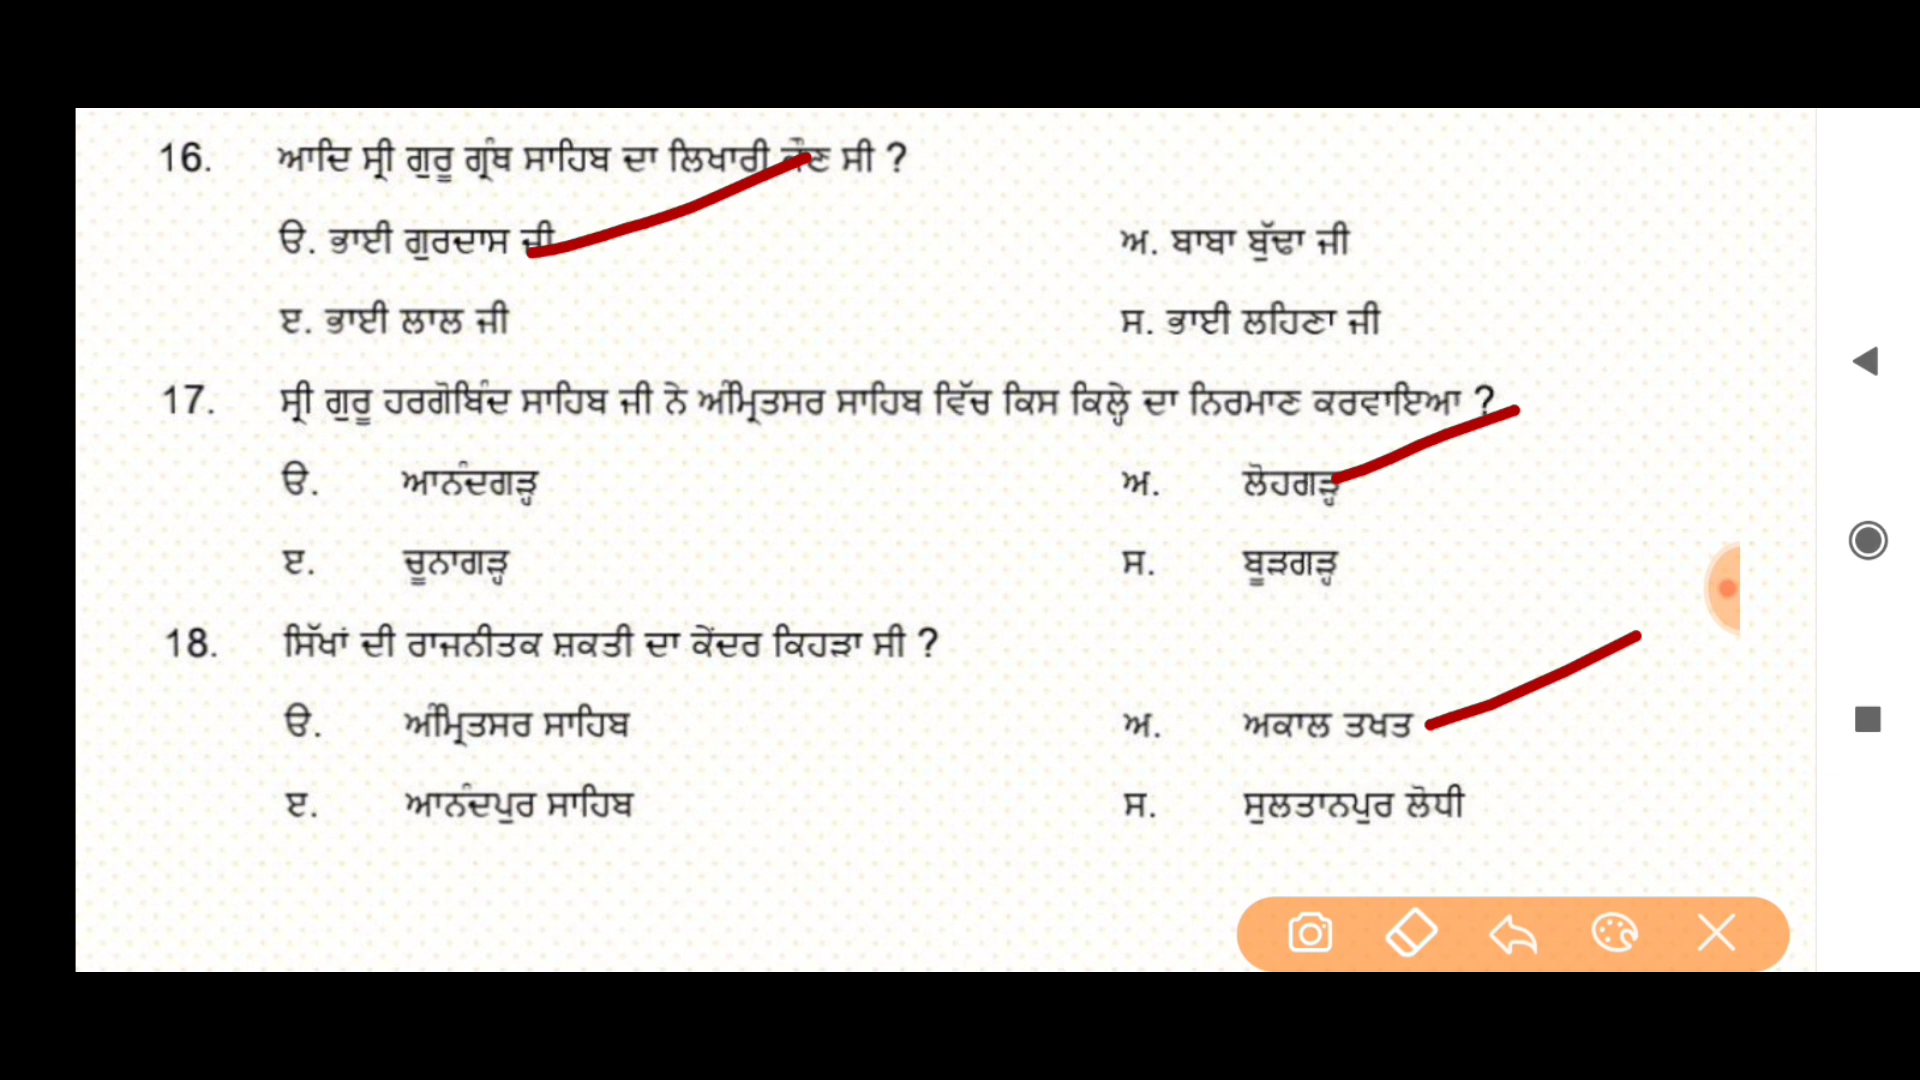 16. ਆਦਿ ਸ੍ਰੀ ਗੁਰੂ ਗ੍ਰੰਥ ਸਾਹਿਬ ਦਾ ਲਿਖਾਰੀ ਕੌਣ ਸੀ ?
ੳ. ਭਾਈ ਗੁਰਦਾਸ ਜੀ ਅ. ਬਾਬਾ ਬੁੱਢਾ ਜੀ
ੲ. ਭਾਈ ਲਾਲ ਜੀ ਸ. ਭਾਈ ਲਹਿਣਾ ਜੀ
17. ਸ੍ਰੀ ਗੁਰੂ ਹਰਗੋਬਿੰਦ ਸਾਹਿਬ ਜੀ ਨੇ ਅੰਮ੍ਰਿਤਸਰ ਸਾਹਿਬ ਵਿੱਚ ਕਿਸ ਕਿਲ੍ਹੇ ਦਾ ਨਿਰਮਾਣ ਕਰਵਾਇਆ ?
ੳ. ਆਨੰਦਗੜ੍ਹ ਅ. ਲੋਹਗੜ੍ਹ
ੲ. ਚੂਨਾਗੜ੍ਹ ਸ. ਬੂੜਗੜ੍ਹ
18. ਸਿੱਖਾਂ ਦੀ ਰਾਜਨੀਤਕ ਸ਼ਕਤੀ ਦਾ ਕੇਂਦਰ ਕਿਹੜਾ ਸੀ ?
ੳ. ਅੰਮ੍ਰਿਤਸਰ ਸਾਹਿਬ ਅ. ਅਕਾਲ ਤਖਤ
ੲ. ਆਨੰਦਪੁਰ ਸਾਹਿਬ ਸ. ਸੁਲਤਾਨਪੁਰ ਲੋਧੀ